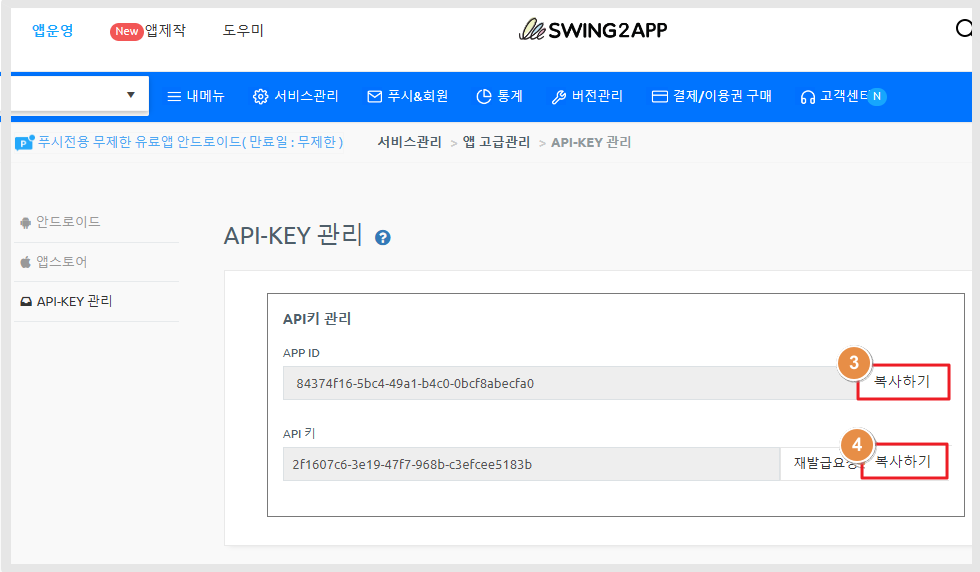 앱운영 New 앱제작 도우미 SWING2APP
내메뉴 서비스관리 푸시&회원 통계 버전관리 결제/이용권 구매 고객센터 N
P 푸시전용 무제한 유료앱 안드로이드( 만료일 : 무제한 ) 서비스관리 > 앱 고급관리 > API-KEY 관리
안드로이드
앱스토어
API-KEY 관리
API-KEY 관리 ?
API키 관리
APP ID
84374f16-5bc4-49a1-b4c0-0bcf8abecfa0 3 복사하기
API 키
2f1607c6-3e19-47f7-968b-c3efcee5183b 재발급요청 4 복사하기